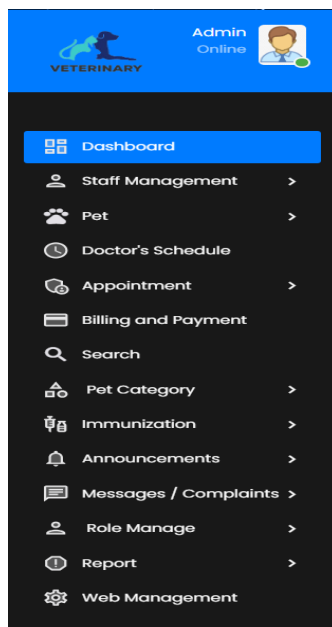 Admin
Online
VETERINARY
Dashboard
Staff Management
Pet
Doctor's Schedule
Appointment
Billing and Payment
Search
Pet Category
Immunization
Announcements
Messages / Complaints
Role Manage
Report
Web Management